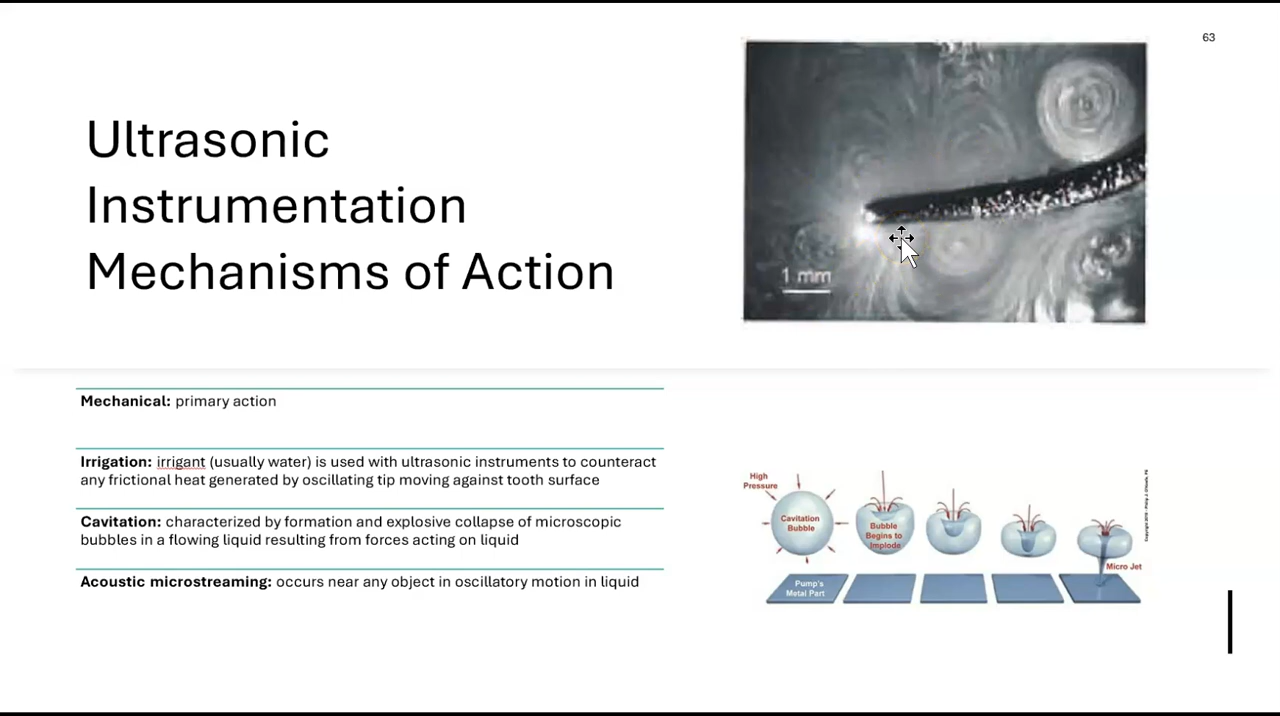 63
Ultrasonic
Instrumentation
Mechanisms of Action
1 mm
Mechanical: primary action
Irrigation: irrigant (usually water) is used with ultrasonic instruments to counteract
any frictional heat generated by oscillating tip moving against tooth surface
Cavitation: characterized by formation and explosive collapse of microscopic
bubbles in a flowing liquid resulting from forces acting on liquid
Acoustic microstreaming: occurs near any object in oscillatory motion in liquid
High
Pressure
Cavitation
Bubble
Bubble
Begins to
Implode
Micro Jet
Pump's
Metal Part